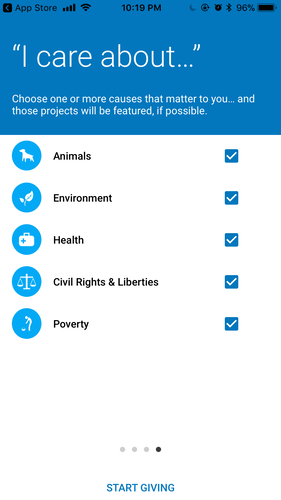 App Store 10:19 PM 96%
“I care about…”
Choose one or more causes that matter to you… and
those projects will be featured, if possible.
Animals
Environment
Health
Civil Rights & Liberties
Poverty
START GIVING